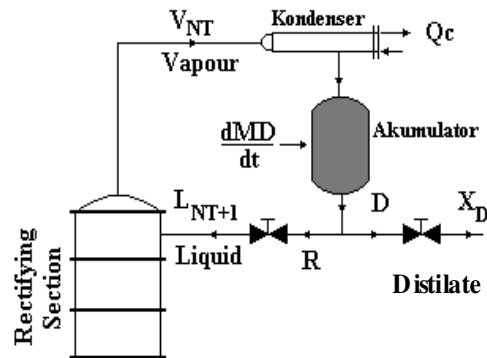 V_NT
Kondenser
Qc
Vapour
Akumulator
dMD
dt
L_NT+1
D
X_D
Liquid
R
Distilate
Rectifying
Section